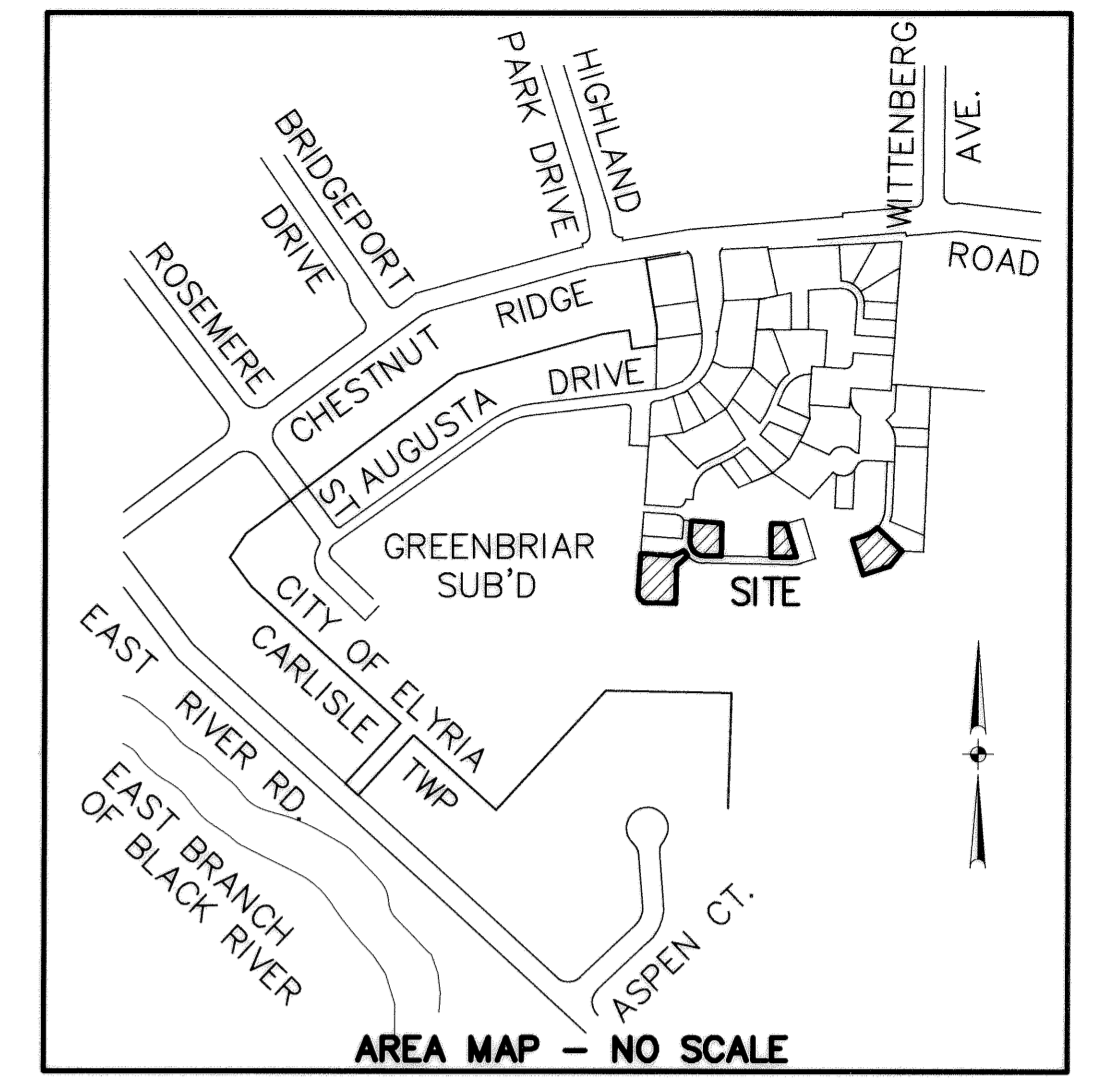 HIGHLAND
PARK DRIVE
WITTENBERG
AVE.
BRIDGEPORT
DRIVE
ROSEMERE
CHESTNUT RIDGE ROAD
ST AUGUSTA DRIVE
GREENBRIAR
SUB'D
SITE
CITY OF ELYRIA
CARLISLE TWP
EAST RIVER RD.
EAST BRANCH
OF BLACK RIVER
ASPEN CT.
AREA MAP – NO SCALE